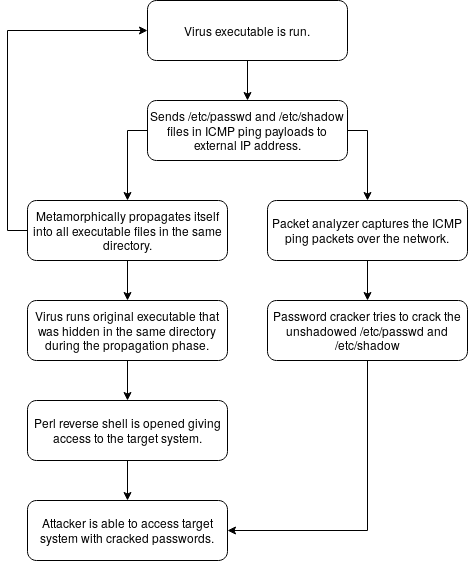 Virus executable is run.
Sends /etc/passwd and /etc/shadow
files in ICMP ping payloads to
external IP address.
Metamorphically propagates itself
into all executable files in the same
directory.
Packet analyzer captures the ICMP
ping packets over the network.
Virus runs original executable that
was hidden in the same directory
during the propagation phase.
Password cracker tries to crack the
unshadowed /etc/passwd and
/etc/shadow
Perl reverse shell is opened giving
access to the target system.
Attacker is able to access target
system with cracked passwords.